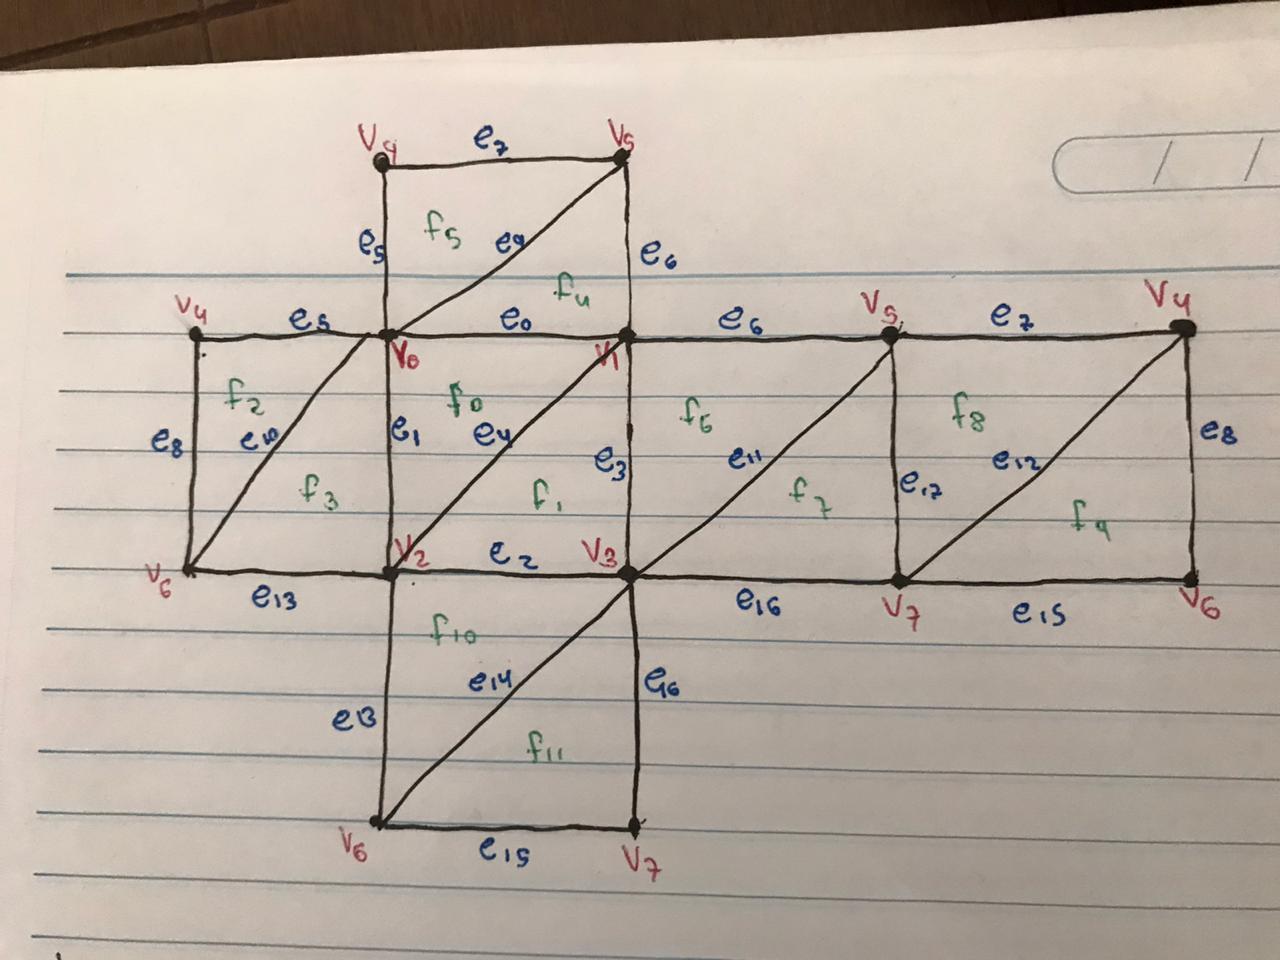 V4 e7 V5
e5 f5 e9 e6
f4
V4 e5 e0 e6 V5 e7 V4
V0 V1
f2 f0 f6 f8
e8 e10 e1 e4 e3 e11 e12 e8
f3 f1 f7 e17 f9
V6 e13 V2 e2 V3 e16 V7 e15 V6
f10
e14 e16
e13
f11
V6 e15 V7